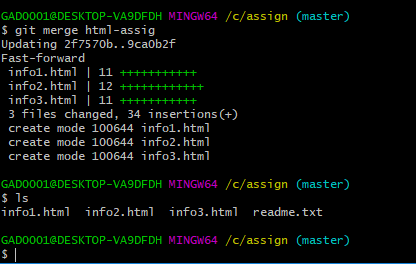 GAD0001@DESKTOP-VA9DFDH MINGW64 /c/assign (master)
$ git merge html-assig
Updating 2f7570b..9ca0b2f
Fast-forward
info1.html | 11 +++++++++++
info2.html | 12 ++++++++++++
info3.html | 11 +++++++++++
3 files changed, 34 insertions(+)
create mode 100644 info1.html
create mode 100644 info2.html
create mode 100644 info3.html
GAD0001@DESKTOP-VA9DFDH MINGW64 /c/assign (master)
$ ls
info1.html  info2.html  info3.html  readme.txt
GAD0001@DESKTOP-VA9DFDH MINGW64 /c/assign (master)
$